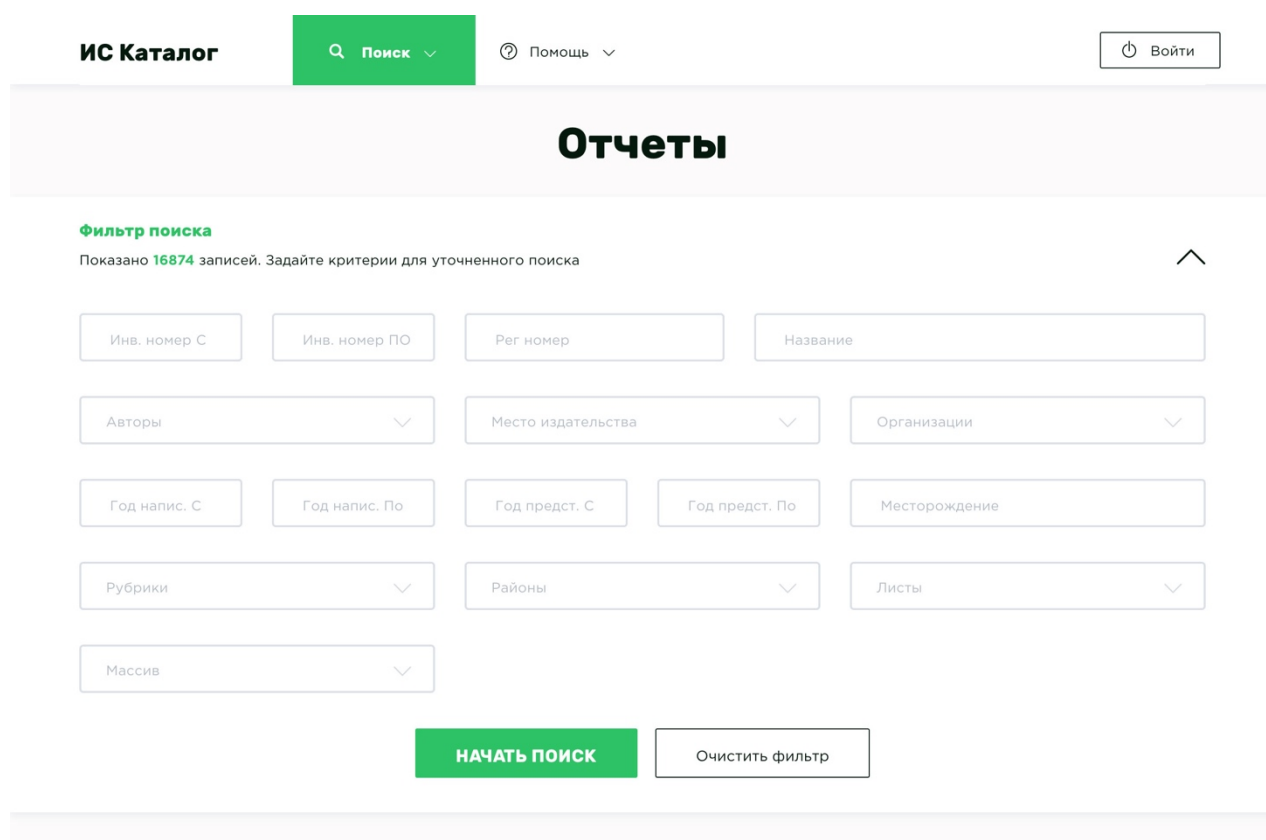 ИС Каталог Поиск Помощь Войти
Отчеты
Фильтр поиска
Показано 16874 записей. Задайте критерии для уточненного поиска
Инв. номер С Инв. номер ПО Рег номер Название
Авторы Место издательства Организации
Год напис. С Год напис. По Год предст. С Год предст. По Месторождение
Рубрики Районы Листы
Массив
НАЧАТЬ ПОИСК Очистить фильтр